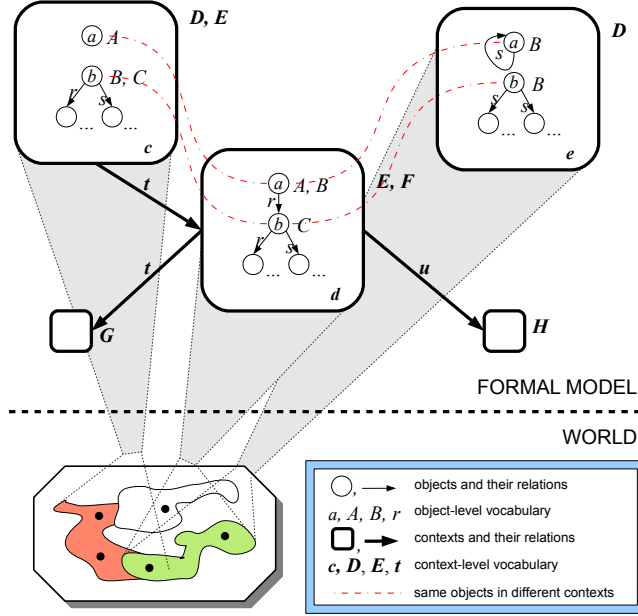 D, E
D
a A
a B
s
b B, C
b B
r s
s s
... ...
... ...
c
e
t
a A, B
E, F
r
b C
r s
t
u
... ...
d
G
H
FORMAL MODEL
WORLD
, objects and their relations
a, A, B, r object-level vocabulary
, contexts and their relations
c, D, E, t context-level vocabulary
same objects in different contexts